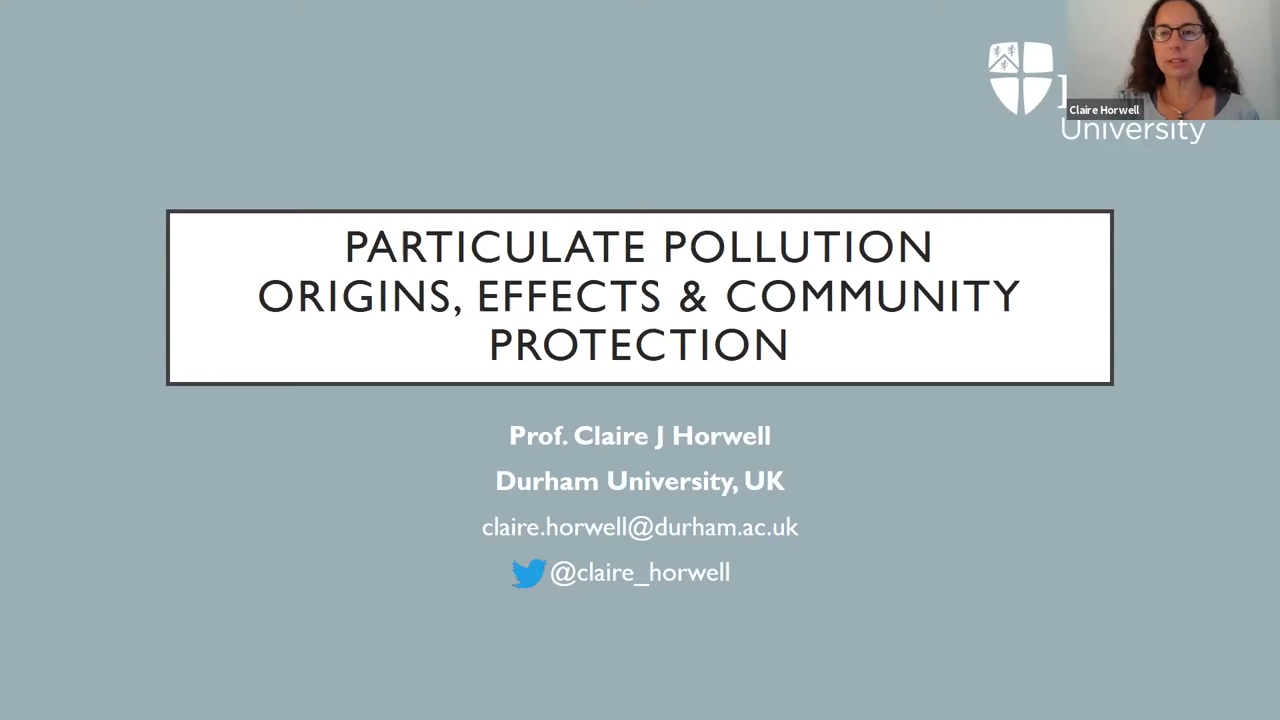 Claire Horwell
University
PARTICULATE POLLUTION
ORIGINS, EFFECTS & COMMUNITY
PROTECTION
Prof. Claire J Horwell
Durham University, UK
claire.horwell@durham.ac.uk
@claire_horwell